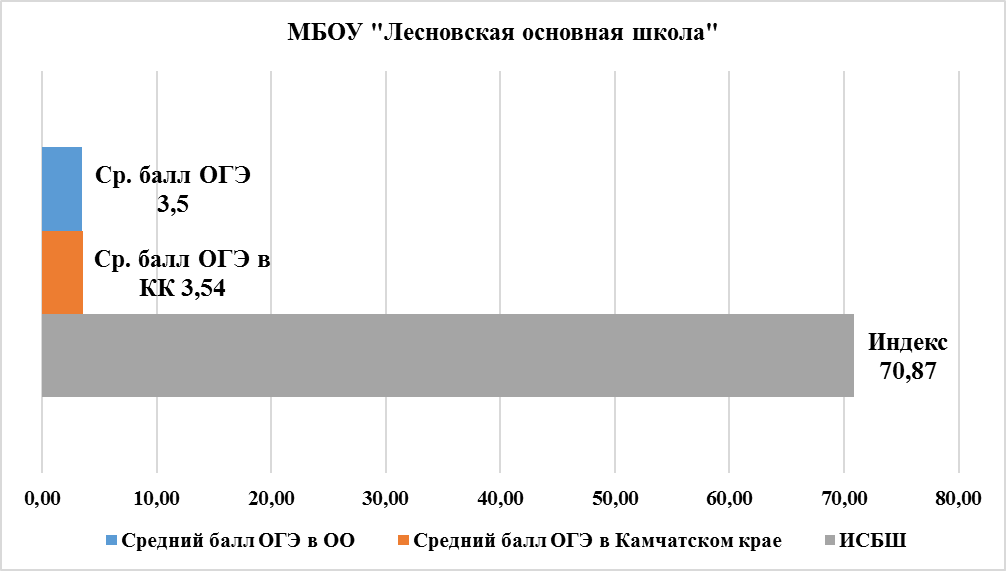 МБОУ "Лесновская основная школа"
Ср. балл ОГЭ
3,5
Ср. балл ОГЭ в
КК 3,54
Индекс
70,87
0,00 10,00 20,00 30,00 40,00 50,00 60,00 70,00 80,00
Средний балл ОГЭ в ОО Средний балл ОГЭ в Камчатском крае ИСБШ